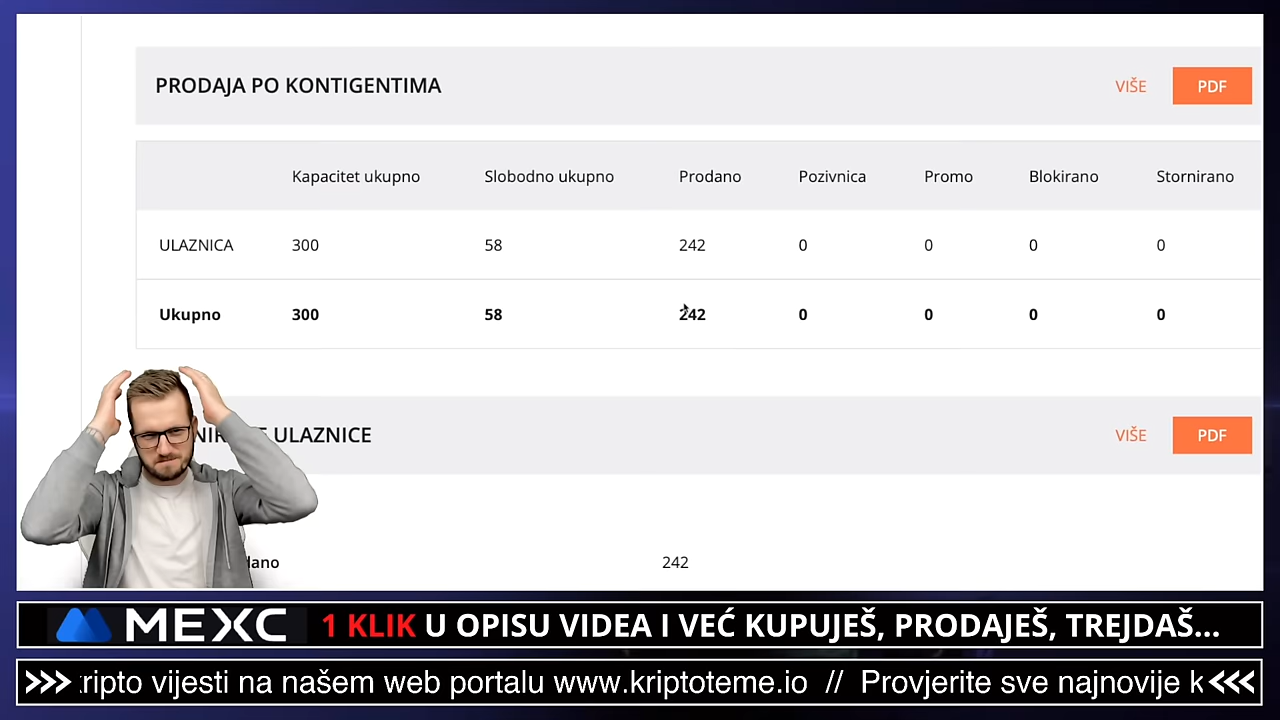 PRODAJA PO KONTIGENTIMA VIŠE PDF
Kapacitet ukupno Slobodno ukupno Prodano Pozivnica Promo Blokirano Stornirano
ULAZNICA 300 58 242 0 0 0 0
Ukupno 300 58 242 0 0 0 0
ULAZNICE VIŠE PDF
242
MEXC 1 KLIK U OPISU VIDEA I VEĆ KUPUJEŠ, PRODAJEŠ, TREJDAŠ...
>>> kripto vijesti na našem web portalu www.kriptoteme.io // Provjerite sve najnovije k <<<